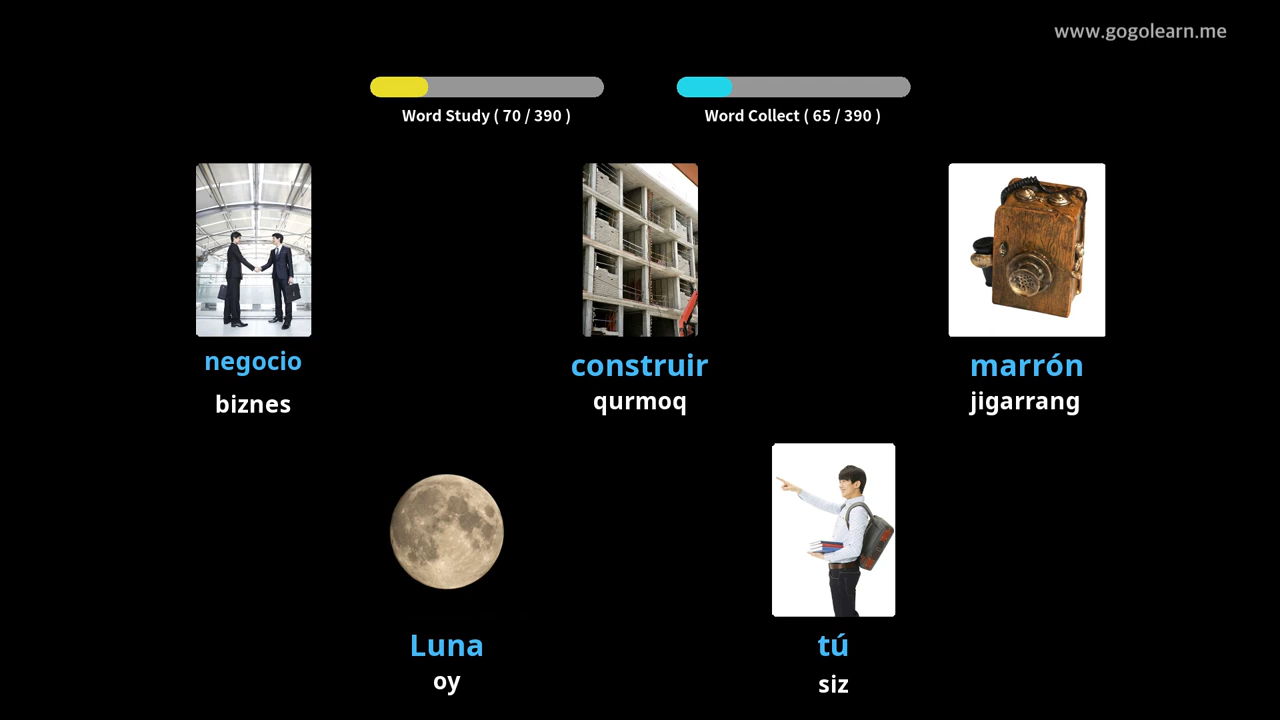 www.gogolearn.me
Word Study ( 70 / 390 )
Word Collect ( 65 / 390 )
negocio
biznes
construir
qurmoq
marrón
jigarrang
Luna
oy
tú
siz